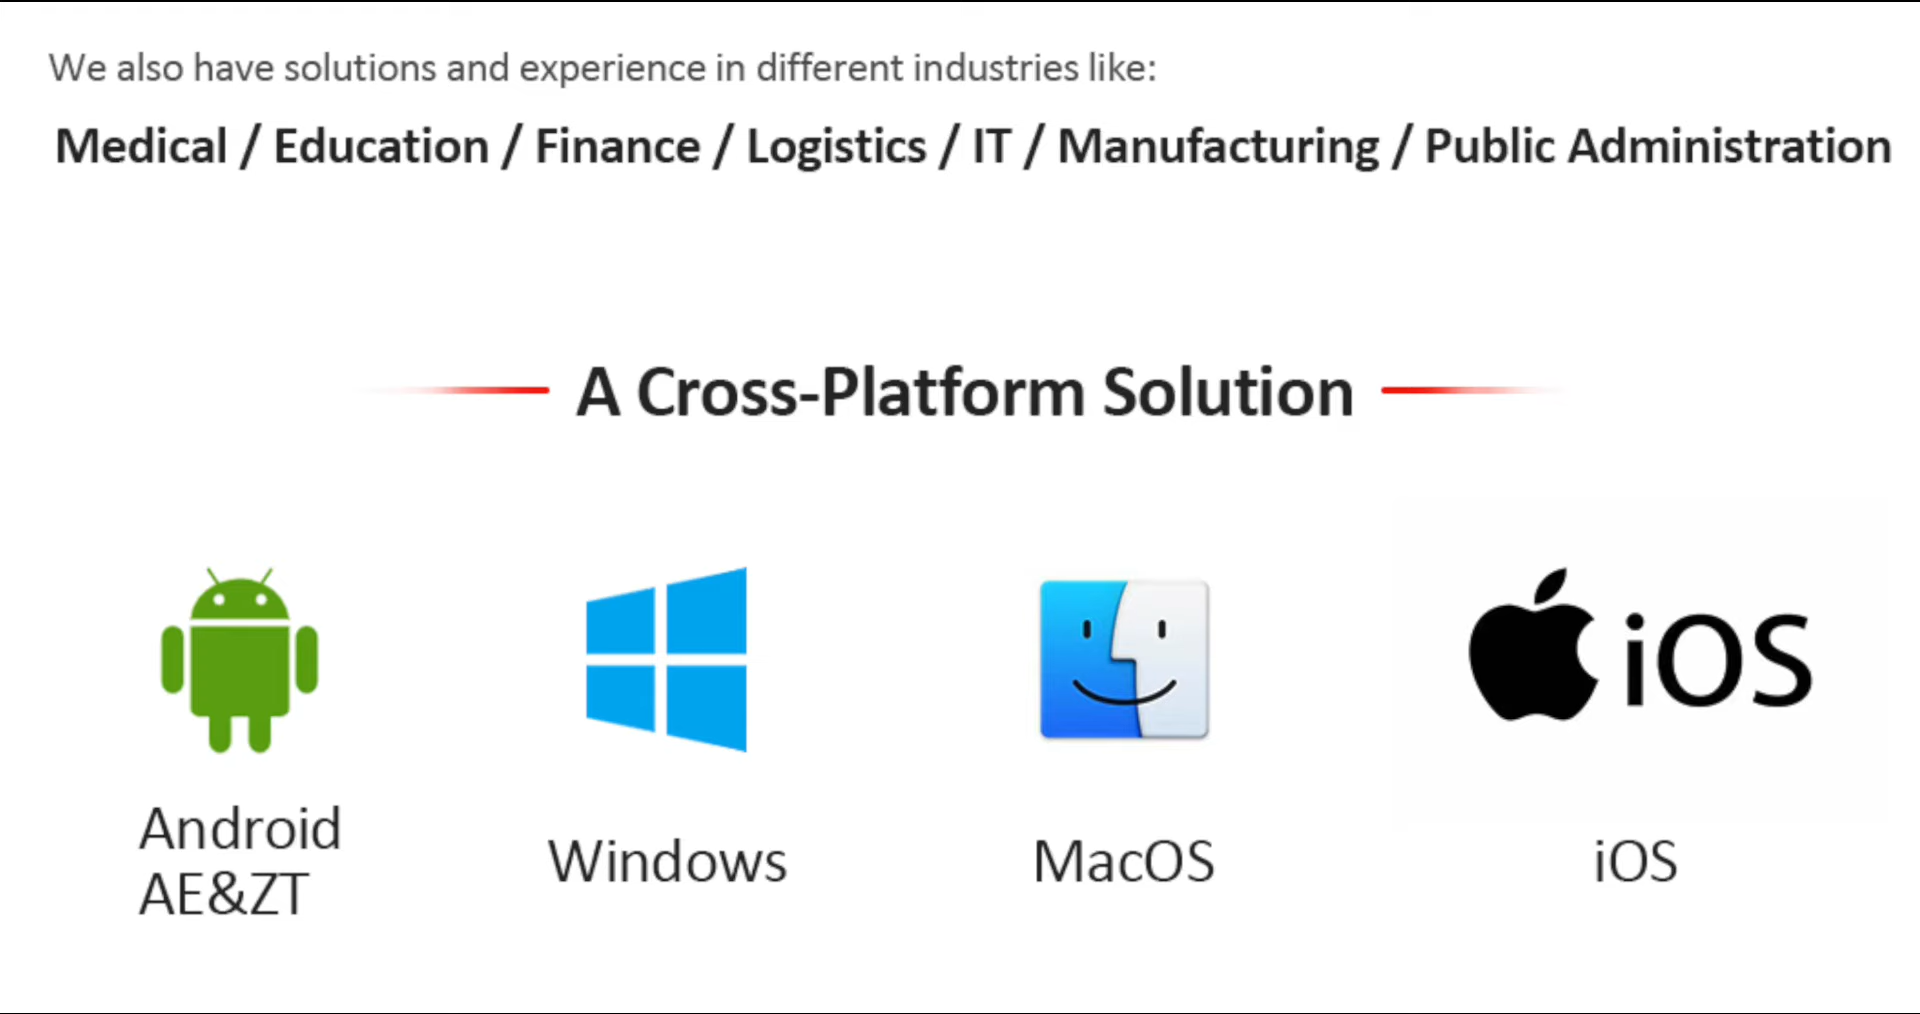 We also have solutions and experience in different industries like:
Medical / Education / Finance / Logistics / IT / Manufacturing / Public Administration
A Cross-Platform Solution
iOS
Android
AE&ZT
Windows
MacOS
iOS